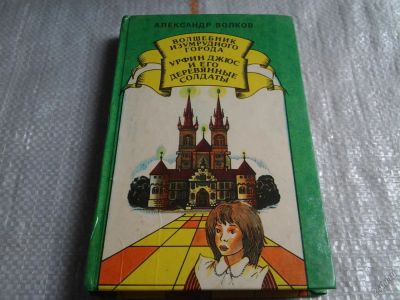 АЛЕКСАНДР ВОЛКОВ
ВОЛШЕБНИК
ИЗУМРУДНОГО
ГОРОДА
УРФИН ДЖЮС
И ЕГО
ДЕРЕВЯННЫЕ
СОЛДАТЫ